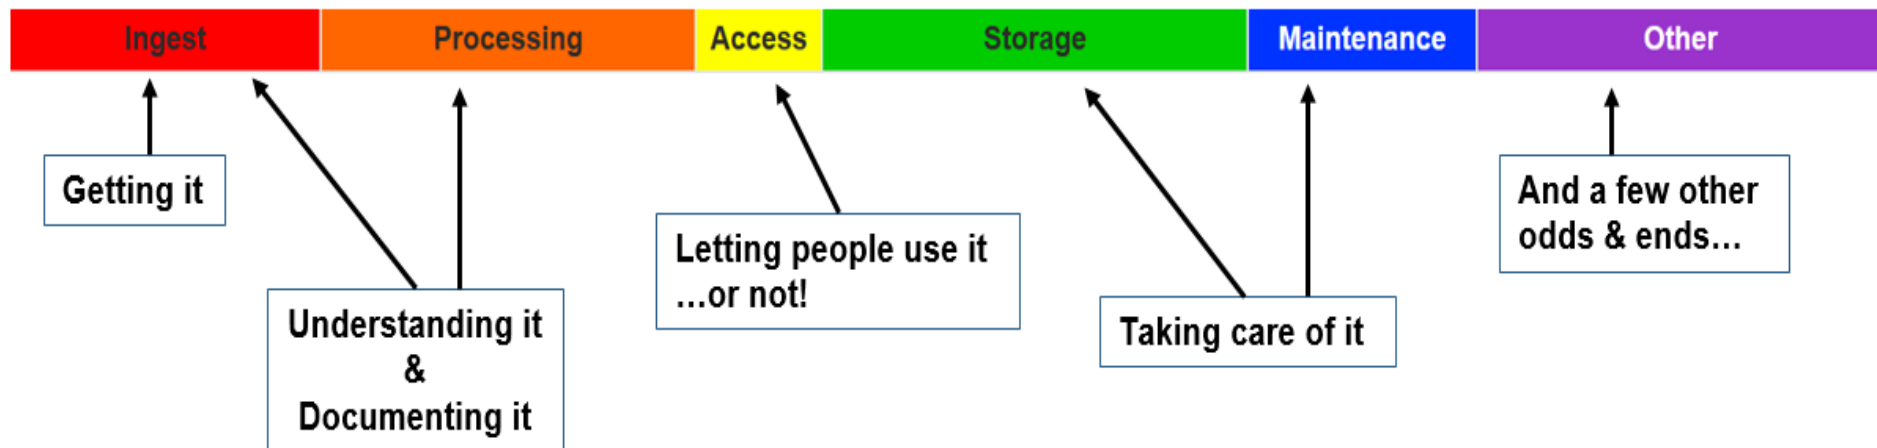 Ingest
Processing
Access
Storage
Maintenance
Other
Getting it
Understanding it
&
Documenting it
Letting people use it
...or not!
Taking care of it
And a few other
odds & ends...